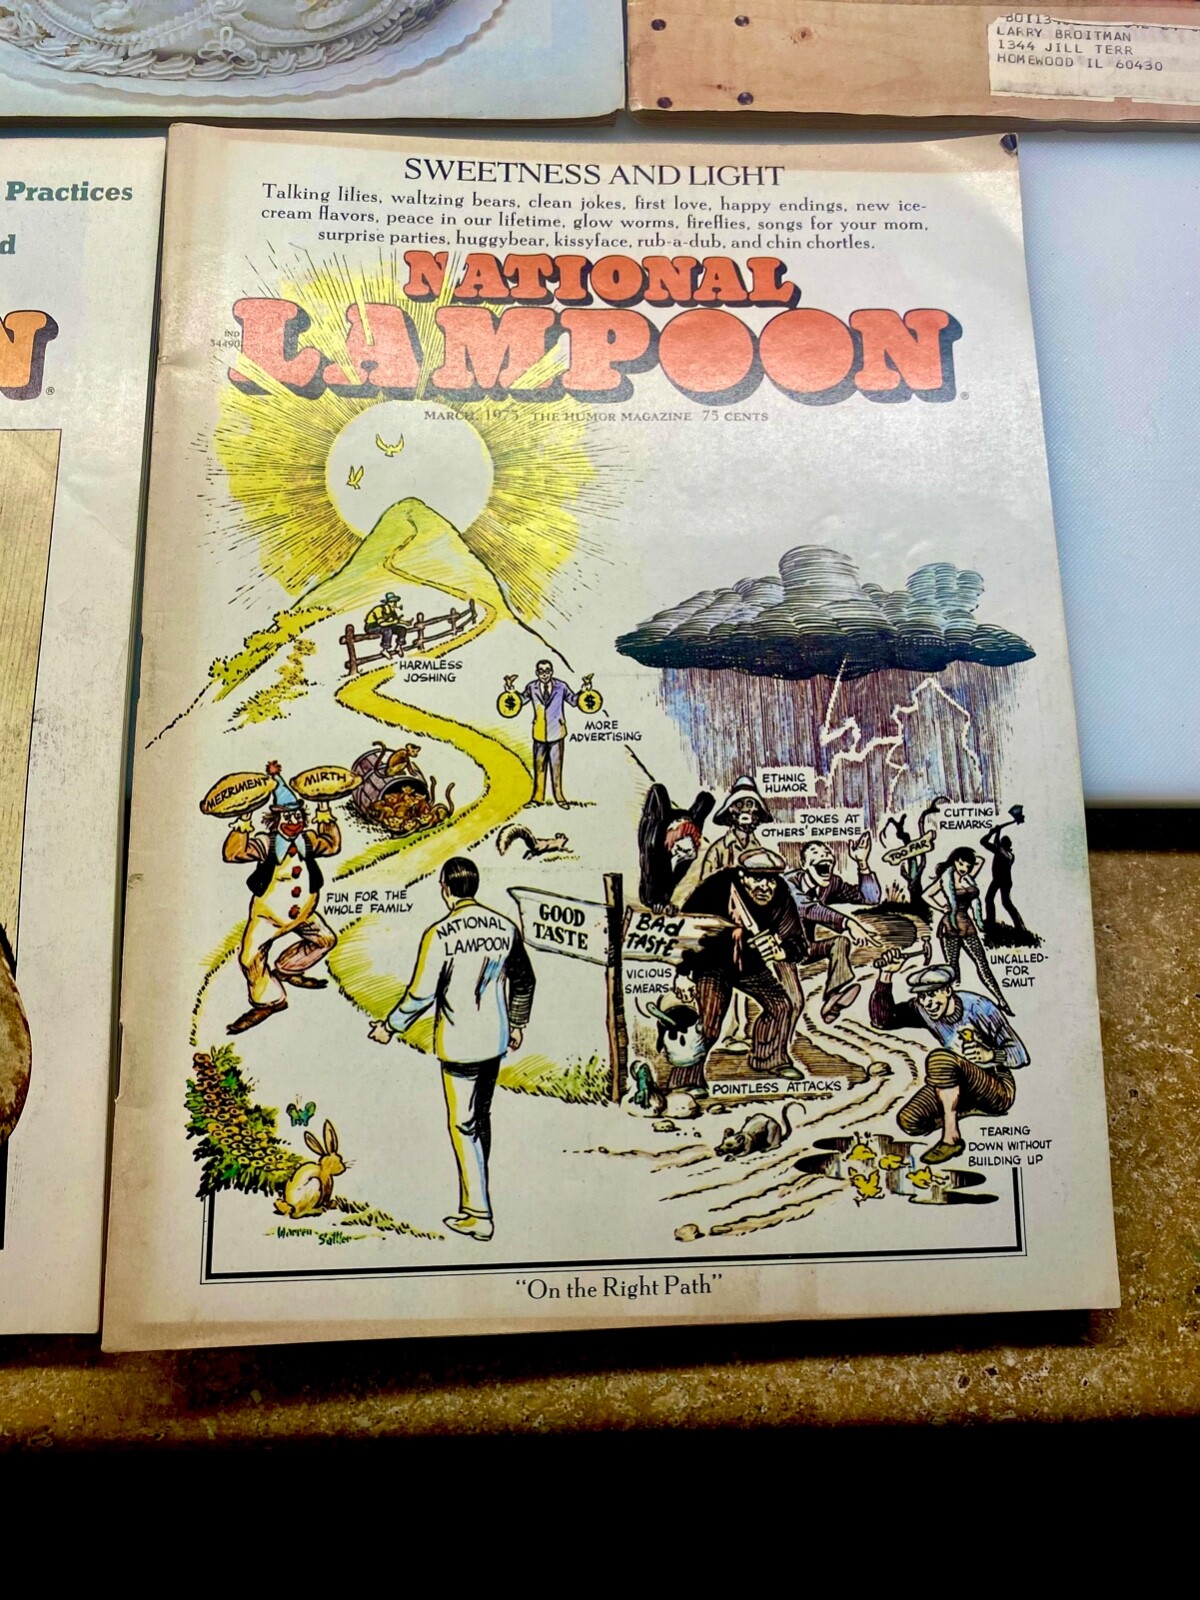 LARRY BROITMAN
1344 JILL TERR
HOMEWOOD IL 60430
Practices
N
®
SWEETNESS AND LIGHT
Talking lilies, waltzing bears, clean jokes, first love, happy endings, new ice-
cream flavors, peace in our lifetime, glow worms, fireflies, songs for your mom,
surprise parties, huggybear, kissyface, rub-a-dub, and chin chortles.
NATIONAL
LAMPOON®
IND
34490
MARCH, 1975 THE HUMOR MAGAZINE 75 CENTS
HARMLESS
JOSHING
$ $
MORE
ADVERTISING
MERRIMENT MIRTH
FUN FOR THE
WHOLE FAMILY
NATIONAL
LAMPOON
GOOD
TASTE
BAd
TASTE
ETHNIC
HUMOR
JOKES AT
OTHERS' EXPENSE
TOO FAR
CUTTING
REMARKS
UNCALLED-
FOR
SMUT
VICIOUS
SMEARS
POINTLESS ATTACKS
TEARING
DOWN WITHOUT
BUILDING UP
Warren Sattler
"On the Right Path"